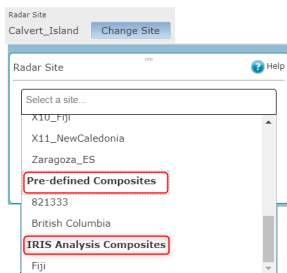 Radar Site
Calvert_Island
Change Site
Radar Site
Help
Select a site...
X10_Fiji
X11_NewCaledonia
Zaragoza_ES
Pre-defined Composites
821333
British Columbia
IRIS Analysis Composites
Fiji